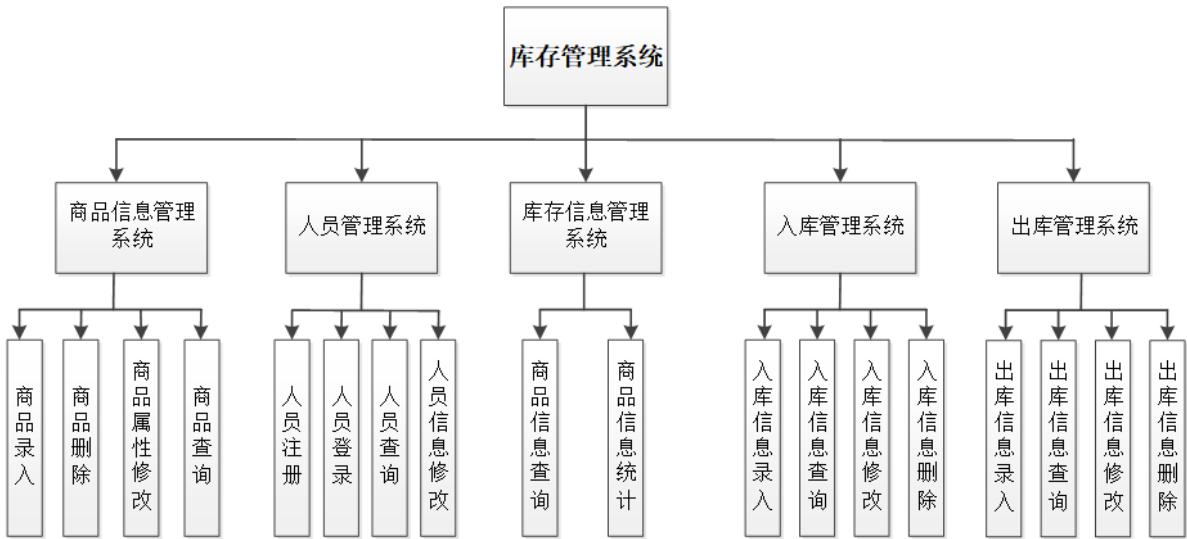 库存管理系统
商品信息管理
系统
人员管理系统
库存信息管理
系统
入库管理系统
出库管理系统
商品录入
商品删除
商品属性修改
商品查询
人员注册
人员登录
人员查询
人员信息修改
商品信息查询
商品信息统计
入库信息录入
入库信息查询
入库信息修改
入库信息删除
出库信息录入
出库信息查询
出库信息修改
出库信息删除